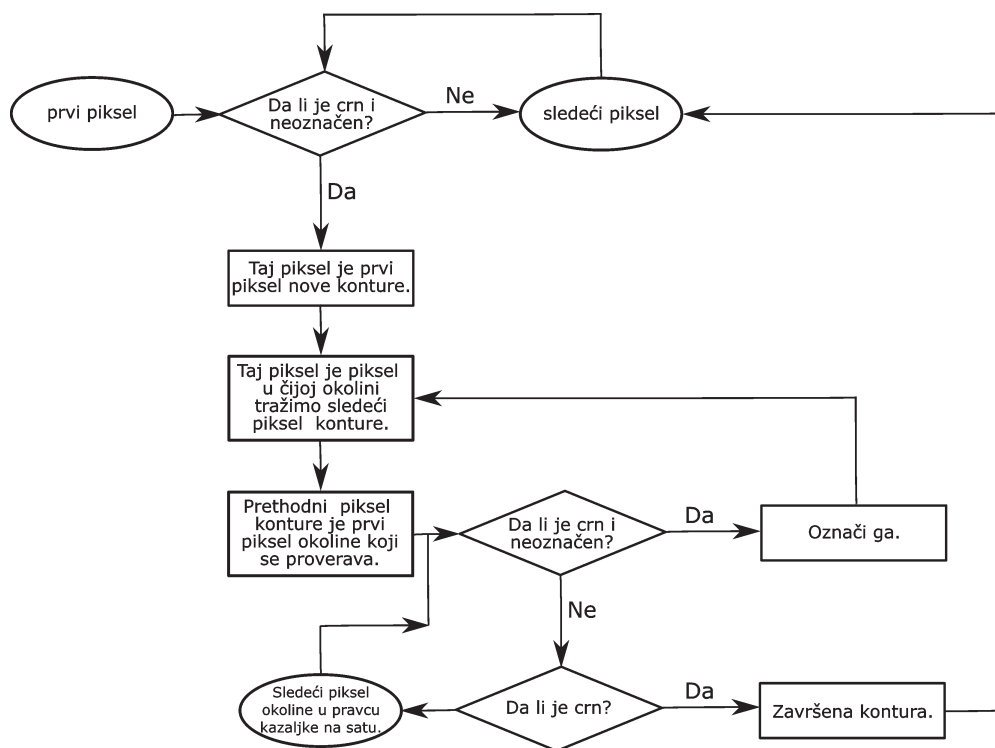 prvi piksel
Da li je crn i
neoznačen?
Ne
sledeći piksel
Da
Taj piksel je prvi
piksel nove konture.
Taj piksel je piksel
u čijoj okolini
tražimo sledeći
piksel konture.
Prethodni piksel
konture je prvi
piksel okoline koji
se proverava.
Da li je crn i
neoznačen?
Da
Označi ga.
Ne
Sledeći piksel
okoline u pravcu
kazaljke na satu.
Da li je crn?
Da
Završena kontura.